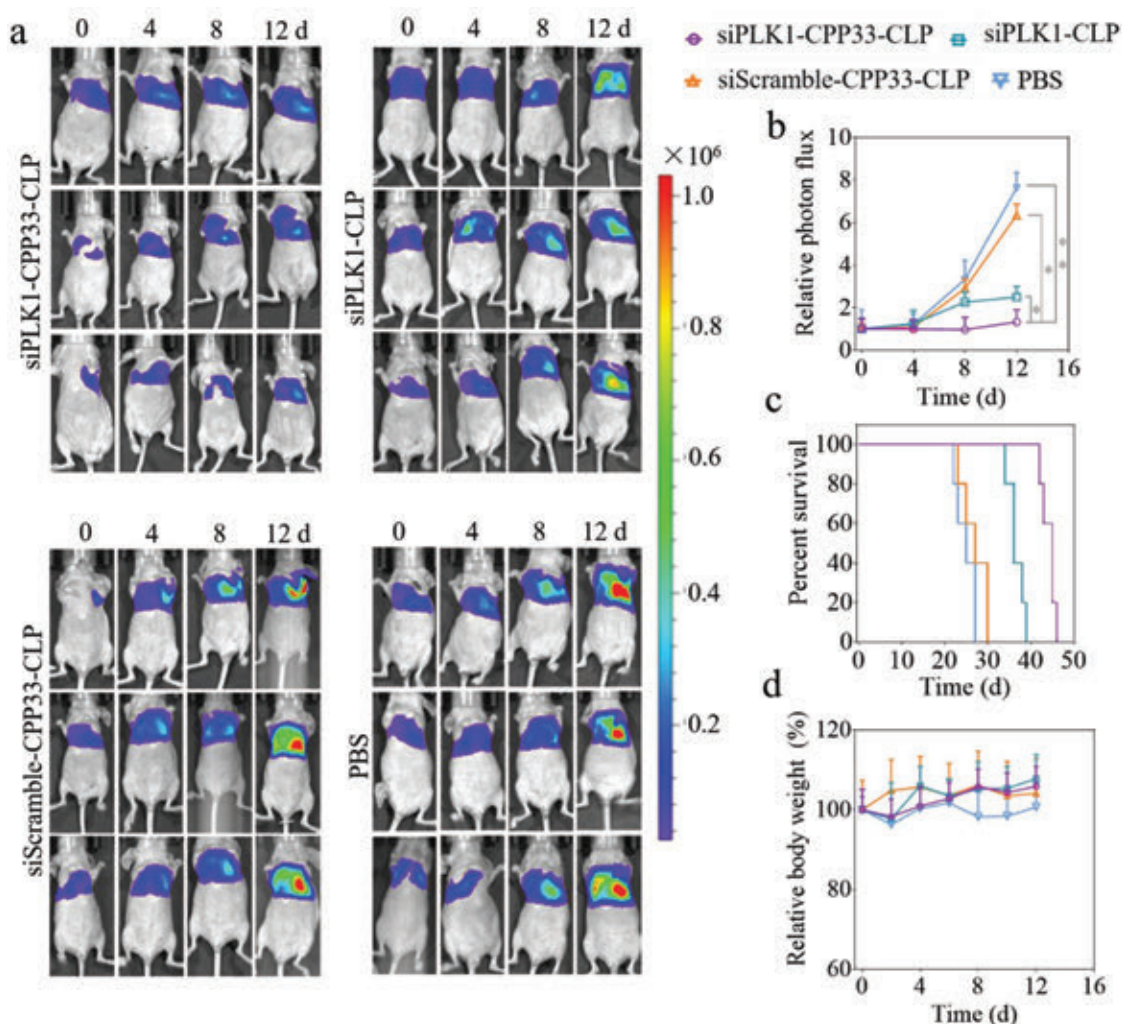 a
0 4 8 12 d
siPLK1-CPP33-CLP
0 4 8 12 d
siPLK1-CLP
0 4 8 12 d
siScramble-CPP33-CLP
0 4 8 12 d
PBS
×10⁶
1.0
0.8
0.6
0.4
0.2
siPLK1-CPP33-CLP siPLK1-CLP
siScramble-CPP33-CLP PBS
b
Relative photon flux
10
8
6
4
2
0
0 4 8 12 16
Time (d)
*
**
**
c
Percent survival
100
80
60
40
20
0
0 10 20 30 40 50
Time (d)
d
Relative body weight (%)
120
100
80
60
0 4 8 12 16
Time (d)